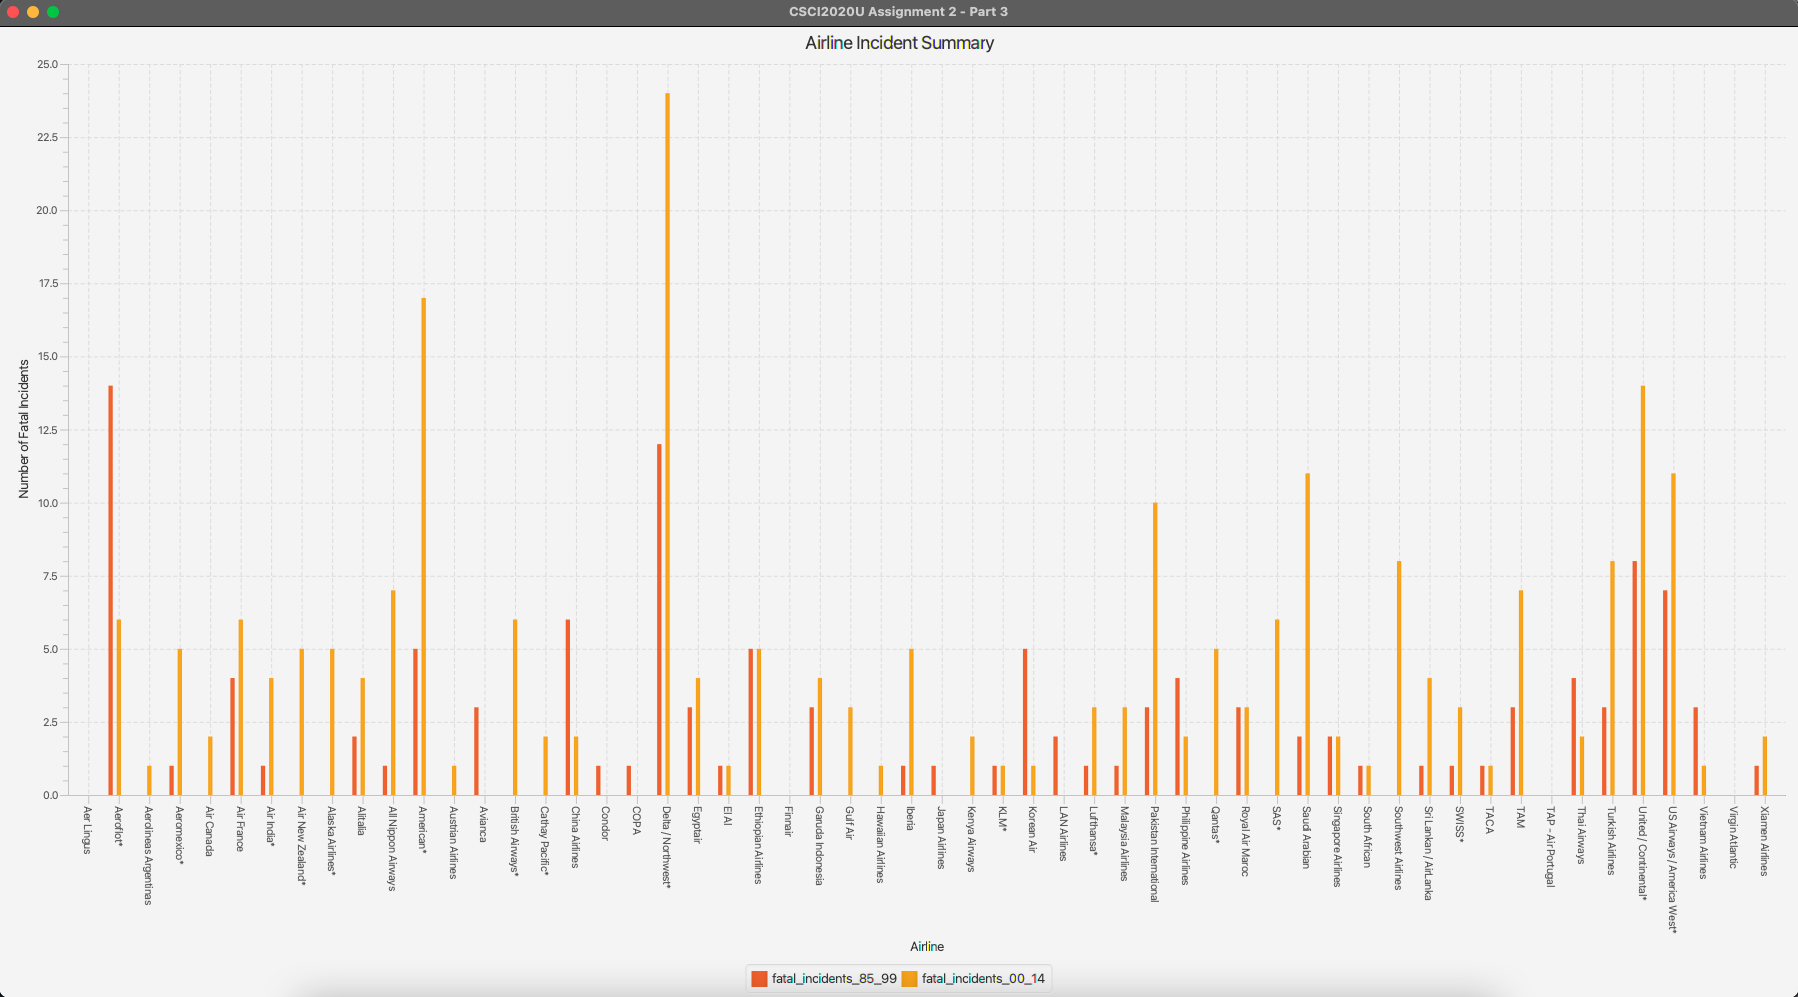 CSCI2020U Assignment 2 - Part 3
Airline Incident Summary
25.0
22.5
20.0
17.5
15.0
12.5
10.0
7.5
5.0
2.5
0.0
Number of Fatal Incidents
Aer Lingus
Aeroflot*
Aerolineas Argentinas
Aeromexico*
Air Canada
Air France
Air India*
Air New Zealand*
Alaska Airlines*
Alitalia
All Nippon Airways
American*
Austrian Airlines
Avianca
British Airways*
Cathay Pacific*
China Airlines
Condor
COPA
Delta / Northwest*
Egyptair
El Al
Ethiopian Airlines
Finnair
Garuda Indonesia
Gulf Air
Hawaiian Airlines
Iberia
Japan Airlines
Kenya Airways
KLM*
Korean Air
LAN Airlines
Lufthansa*
Malaysia Airlines
Pakistan International
Philippine Airlines
Qantas*
Royal Air Maroc
SAS*
Saudi Arabian
Singapore Airlines
South African
Southwest Airlines
Sri Lankan / AirLanka
SWISS*
TACA
TAM
TAP - Air Portugal
Thai Airways
Turkish Airlines
United / Continental*
US Airways / America West*
Vietnam Airlines
Virgin Atlantic
Xiamen Airlines
Airline
fatal_incidents_85_99 fatal_incidents_00_14